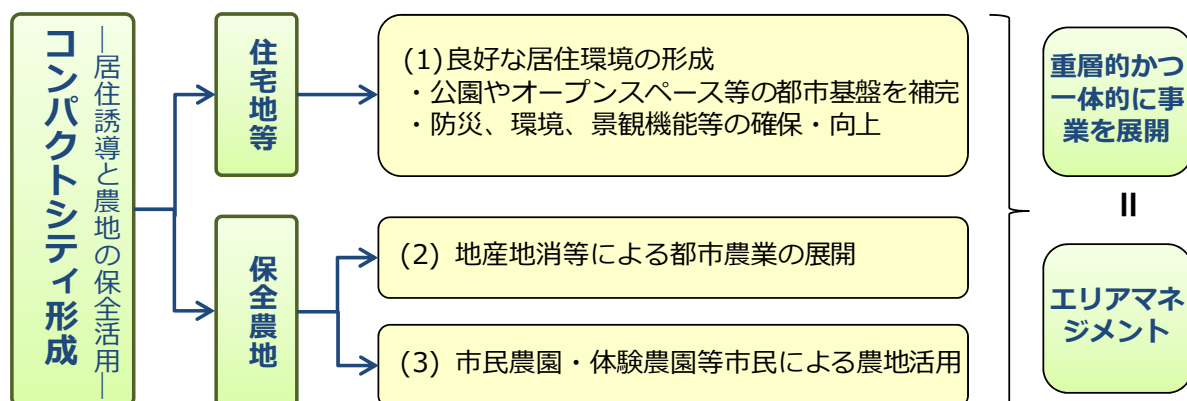 コンパクトシティ形成
―居住誘導と農地の保全活用―
住宅地等
(1)良好な居住環境の形成
・公園やオープンスペース等の都市基盤を補完
・防災、環境、景観機能等の確保・向上
保全農地
(2) 地産地消等による都市農業の展開
(3) 市民農園・体験農園等市民による農地活用
重層的かつ
一体的に事
業を展開
=
エリアマネ
ジメント